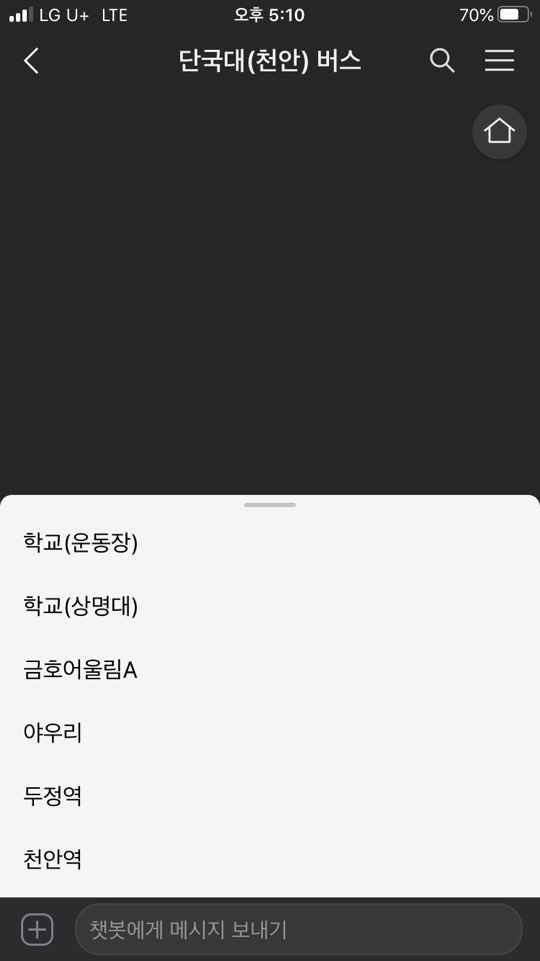 LG U+ LTE 오후 5:10 70%
단국대(천안) 버스
학교(운동장)
학교(상명대)
금호어울림A
야우리
두정역
천안역
챗봇에게 메시지 보내기